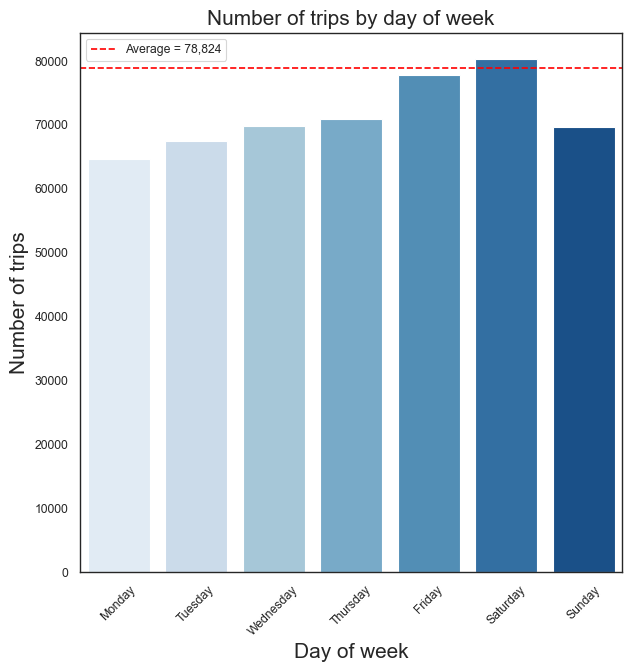 Number of trips by day of week
Average = 78,824
80000
70000
60000
50000
40000
30000
20000
10000
0
Number of trips
Monday
Tuesday
Wednesday
Thursday
Friday
Saturday
Sunday
Day of week